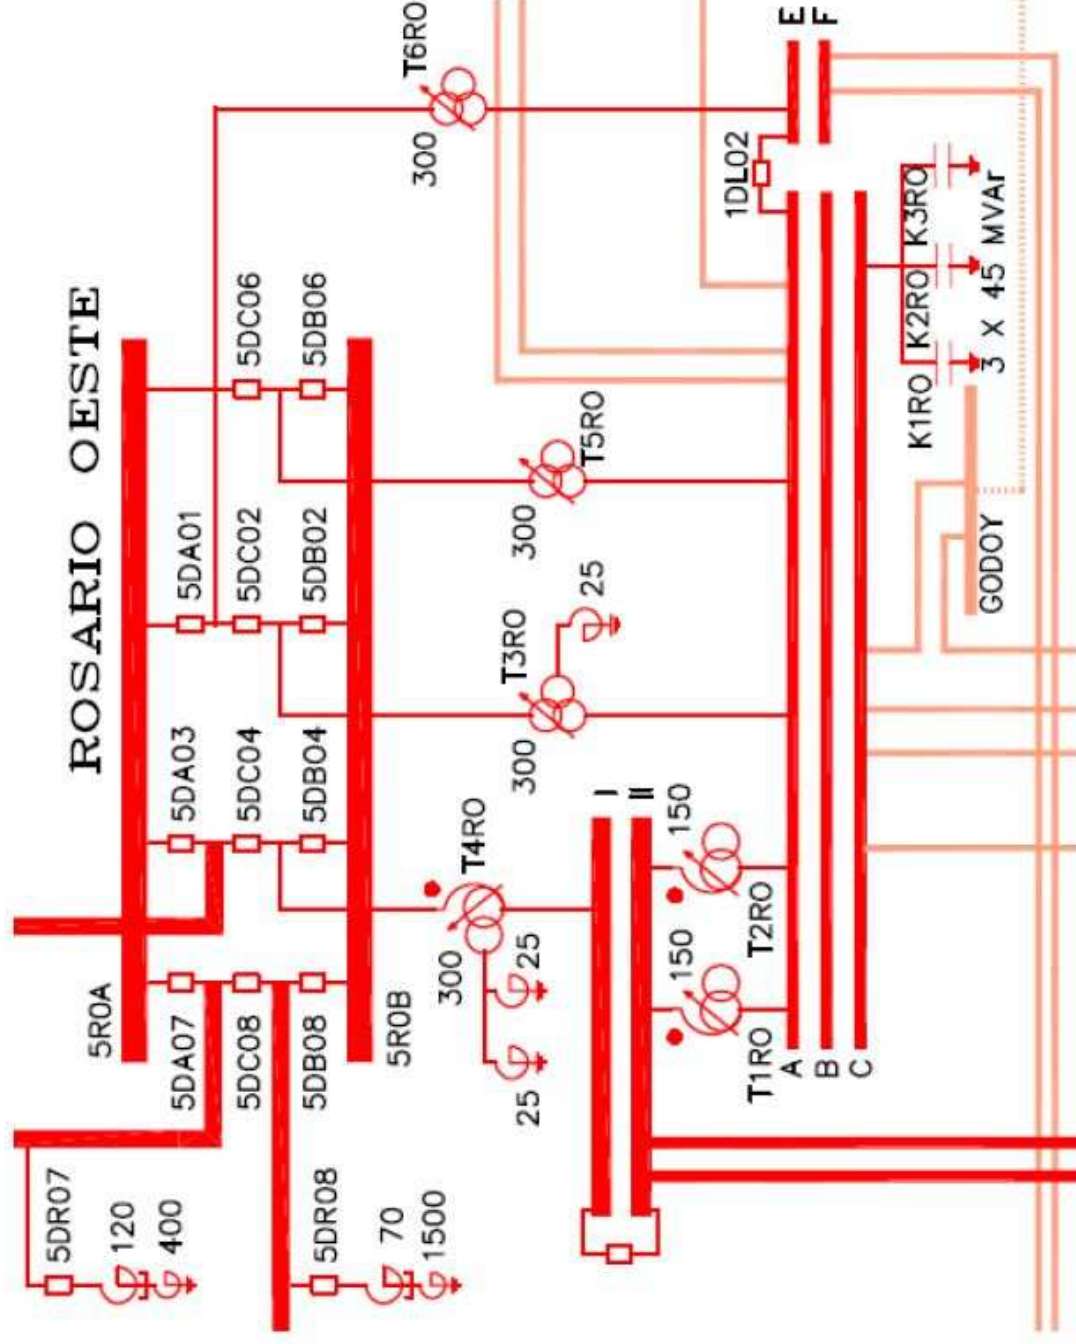 ROSARIO OESTE
T6RO
300
E
F
1DL02
5DC06
5DB06
5DA01
5DC02
5DB02
5DA03
5DC04
5DB04
5ROA
5ROB
5DA07
5DC08
5DB08
5DR07
120
400
5DR08
70
1500
T5RO
300
T3RO
300
25
T4RO
300
25
25
I
II
150
T2RO
150
T1RO
A
B
C
K1RO
K2RO
K3RO
3 X 45 MVAr
GODOY